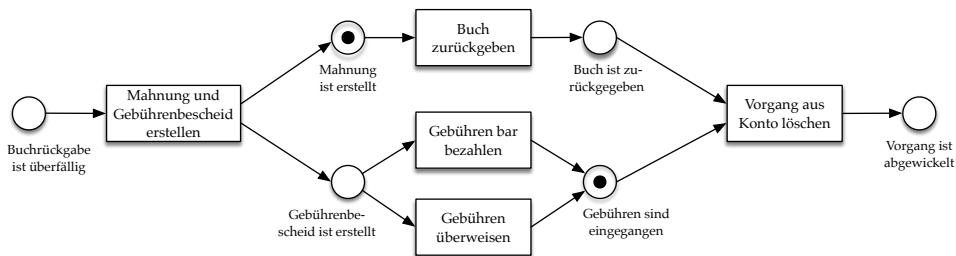 Buchrückgabe
ist überfällig
Mahnung und
Gebührenbescheid
erstellen
Mahnung
ist erstellt
Buch
zurückgeben
Buch ist zu-
rückgegeben
Gebührenbe-
scheid ist erstellt
Gebühren bar
bezahlen
Gebühren
überweisen
Gebühren sind
eingegangen
Vorgang aus
Konto löschen
Vorgang ist
abgewickelt